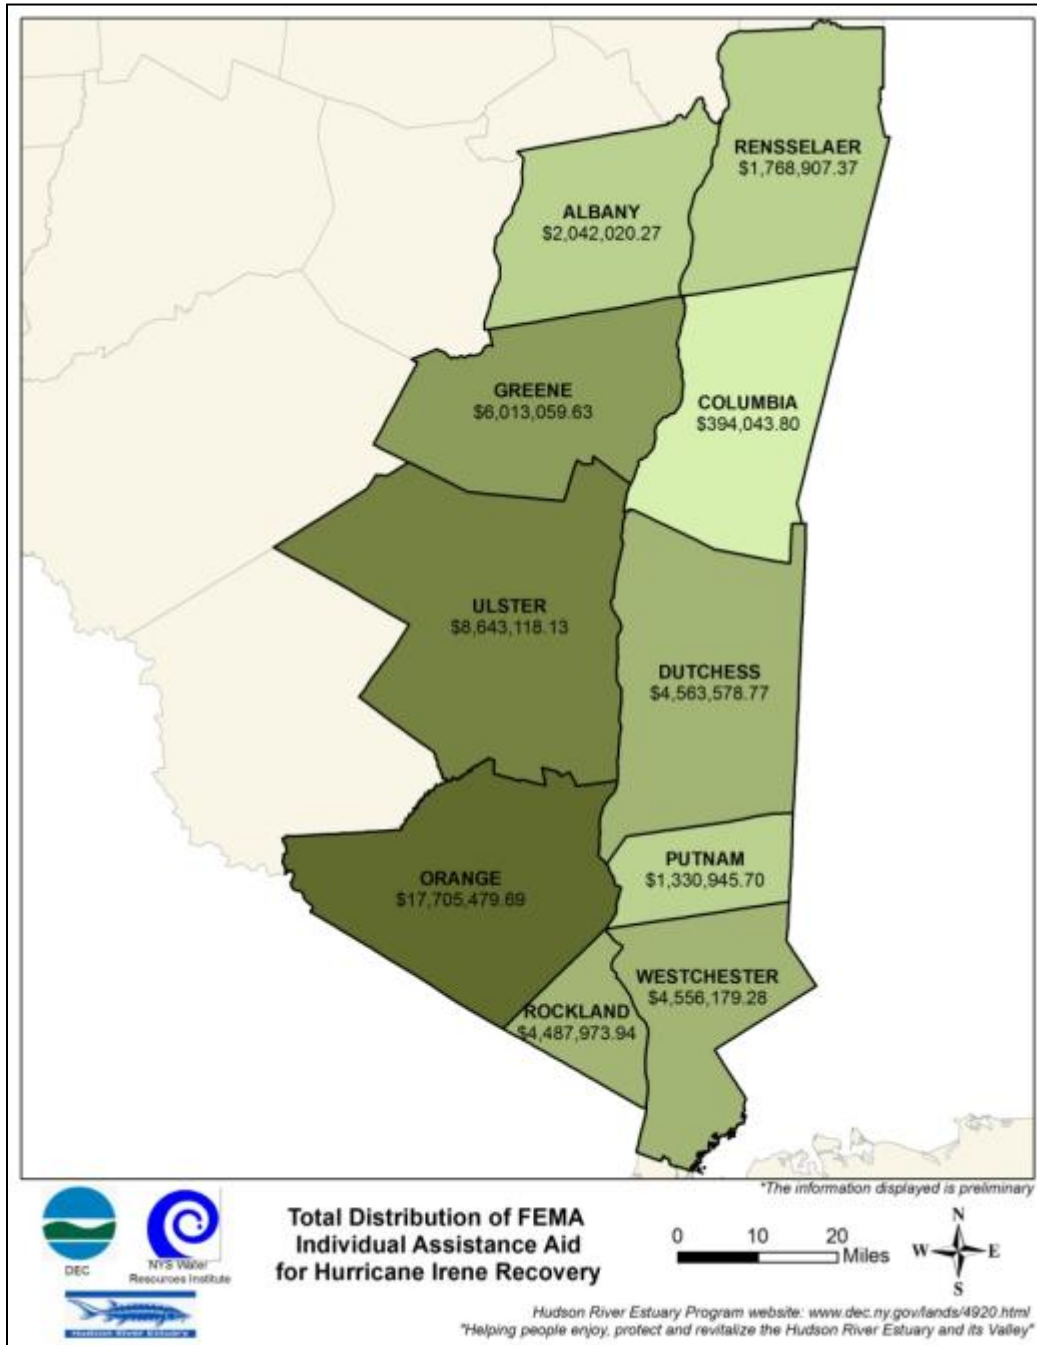 RENSSELAER
$1,768,907.37
ALBANY
$2,042,020.27
GREENE
$6,013,059.63
COLUMBIA
$394,043.80
ULSTER
$8,643,118.13
DUTCHESS
$4,563,578.77
PUTNAM
$1,330,945.70
ORANGE
$17,705,479.69
WESTCHESTER
$4,556,179.28
ROCKLAND
$4,487,973.94
*The information displayed is preliminary
DEC
NYS Water
Resources Institute
Hudson River Estuary
Total Distribution of FEMA
Individual Assistance Aid
for Hurricane Irene Recovery
0 10 20
Miles
N
W E
S
Hudson River Estuary Program website: www.dec.ny.gov/lands/4920.html
"Helping people enjoy, protect and revitalize the Hudson River Estuary and its Valley"